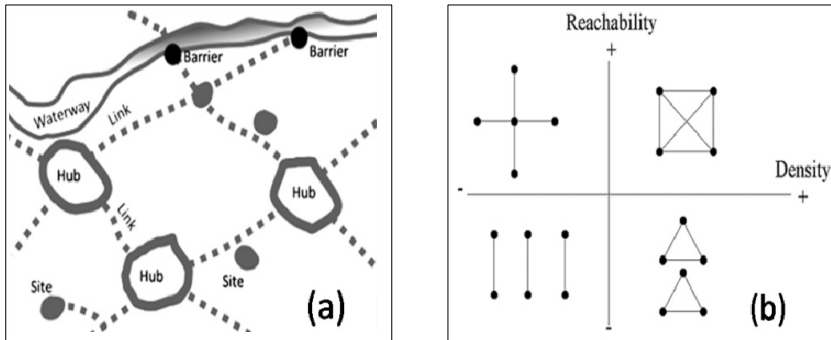 Barrier
Barrier
Waterway
Link
Hub
Hub
Link
Hub
Site
Site
(a)
Reachability
+
Density
-
+
-
(b)